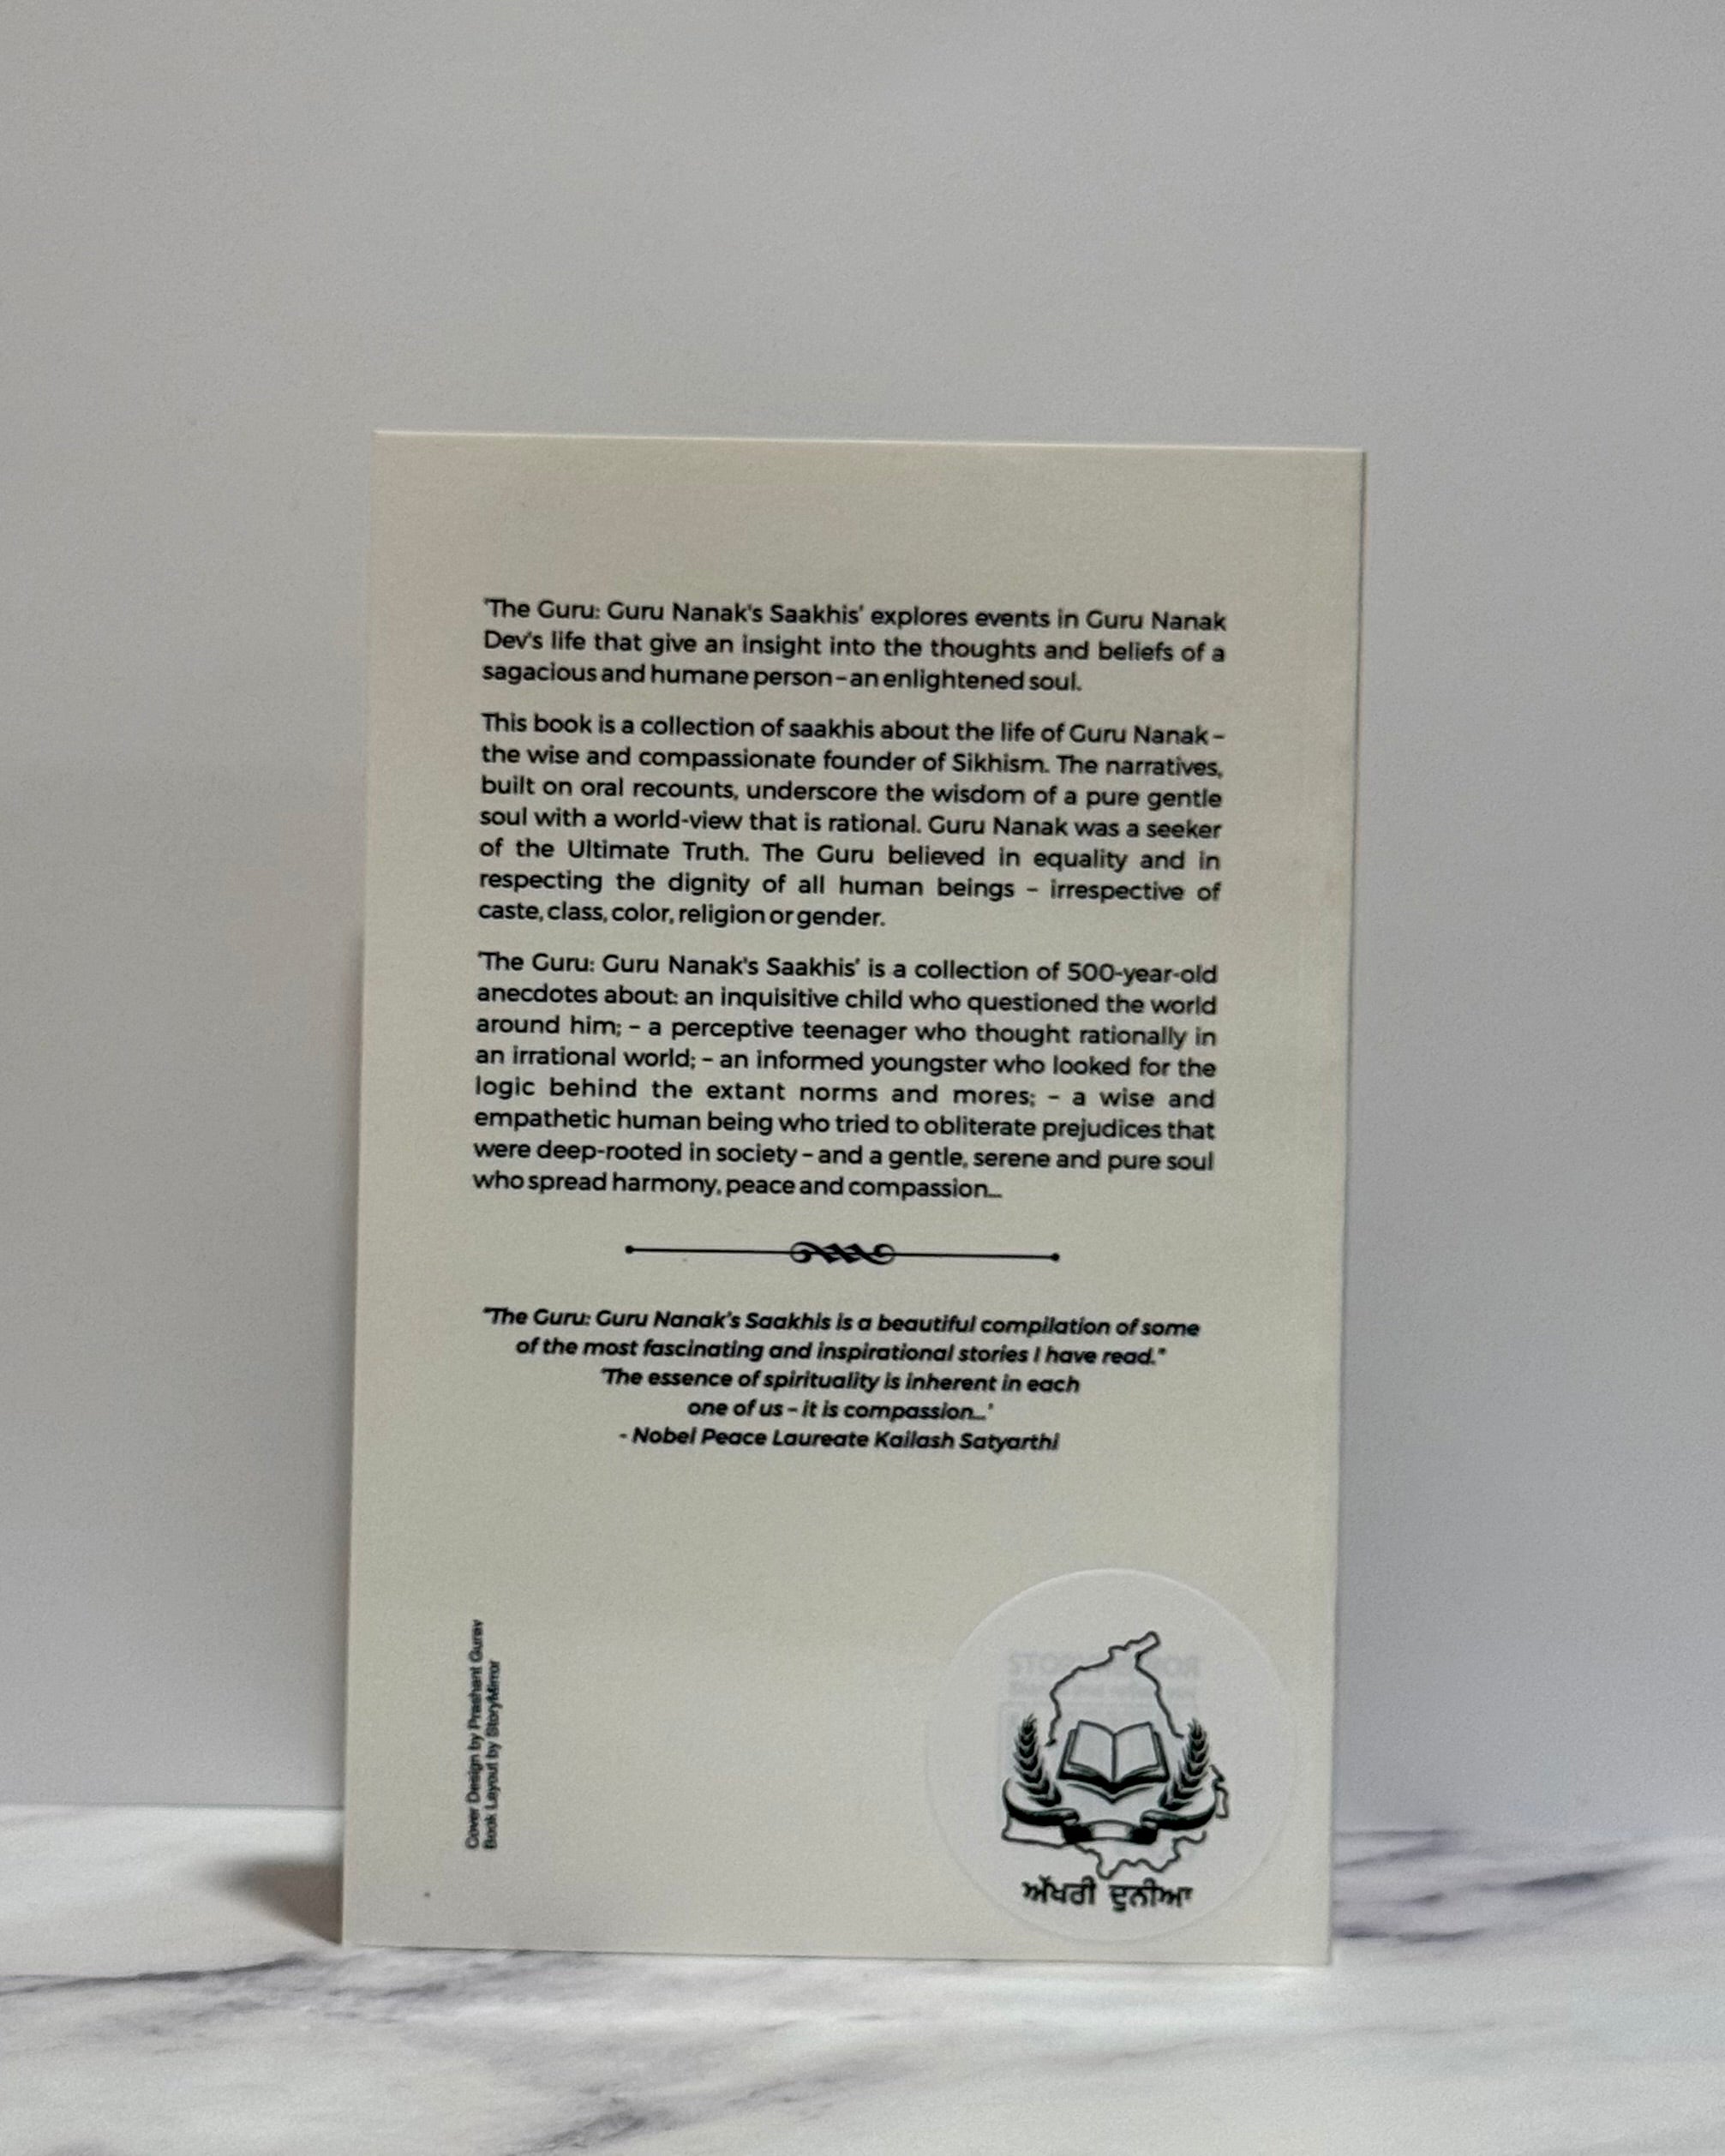 'The Guru: Guru Nanak's Saakhis' explores events in Guru Nanak
Dev's life that give an insight into the thoughts and beliefs of a
sagacious and humane person – an enlightened soul.
This book is a collection of saakhis about the life of Guru Nanak –
the wise and compassionate founder of Sikhism. The narratives,
built on oral recounts, underscore the wisdom of a pure gentle
soul with a world-view that is rational. Guru Nanak was a seeker
of the Ultimate Truth. The Guru believed in equality and in
respecting the dignity of all human beings – irrespective of
caste, class, color, religion or gender.
'The Guru: Guru Nanak's Saakhis' is a collection of 500-year-old
anecdotes about: an inquisitive child who questioned the world
around him; – a perceptive teenager who thought rationally in
an irrational world; – an informed youngster who looked for the
logic behind the extant norms and mores; – a wise and
empathetic human being who tried to obliterate prejudices that
were deep-rooted in society – and a gentle, serene and pure soul
who spread harmony, peace and compassion...
"The Guru: Guru Nanak's Saakhis is a beautiful compilation of some
of the most fascinating and inspirational stories I have read."
'The essence of spirituality is inherent in each
one of us – it is compassion...'
- Nobel Peace Laureate Kailash Satyarthi
Cover Design by Prashant Gurav
Book Layout by StoryMirror
ਅੱਖਰੀ ਦੁਨੀਆ